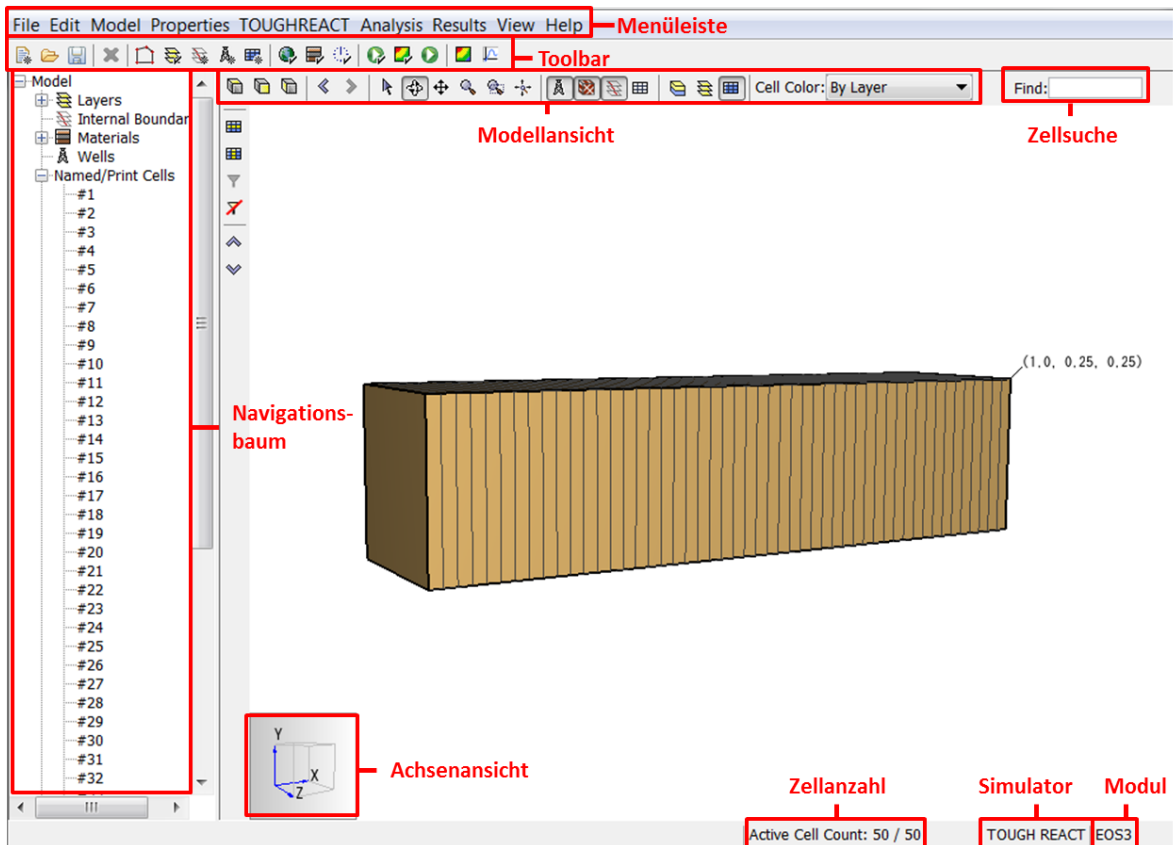 File Edit Model Properties TOUGHREACT Analysis Results View Help
Menüleiste
Toolbar
Cell Color: By Layer
Find:
Modellansicht
Zellsuche
Model
Layers
Internal Boundar
Materials
Wells
Named/Print Cells
#1
#2
#3
#4
#5
#6
#7
#8
#9
#10
#11
#12
#13
#14
#15
#16
#17
#18
#19
#20
#21
#22
#23
#24
#25
#26
#27
#28
#29
#30
#31
#32
Navigations-
baum
(1.0, 0.25, 0.25)
Y
X
Z
Achsenansicht
Zellanzahl
Simulator
Modul
Active Cell Count: 50 / 50
TOUGH REACT
EOS3